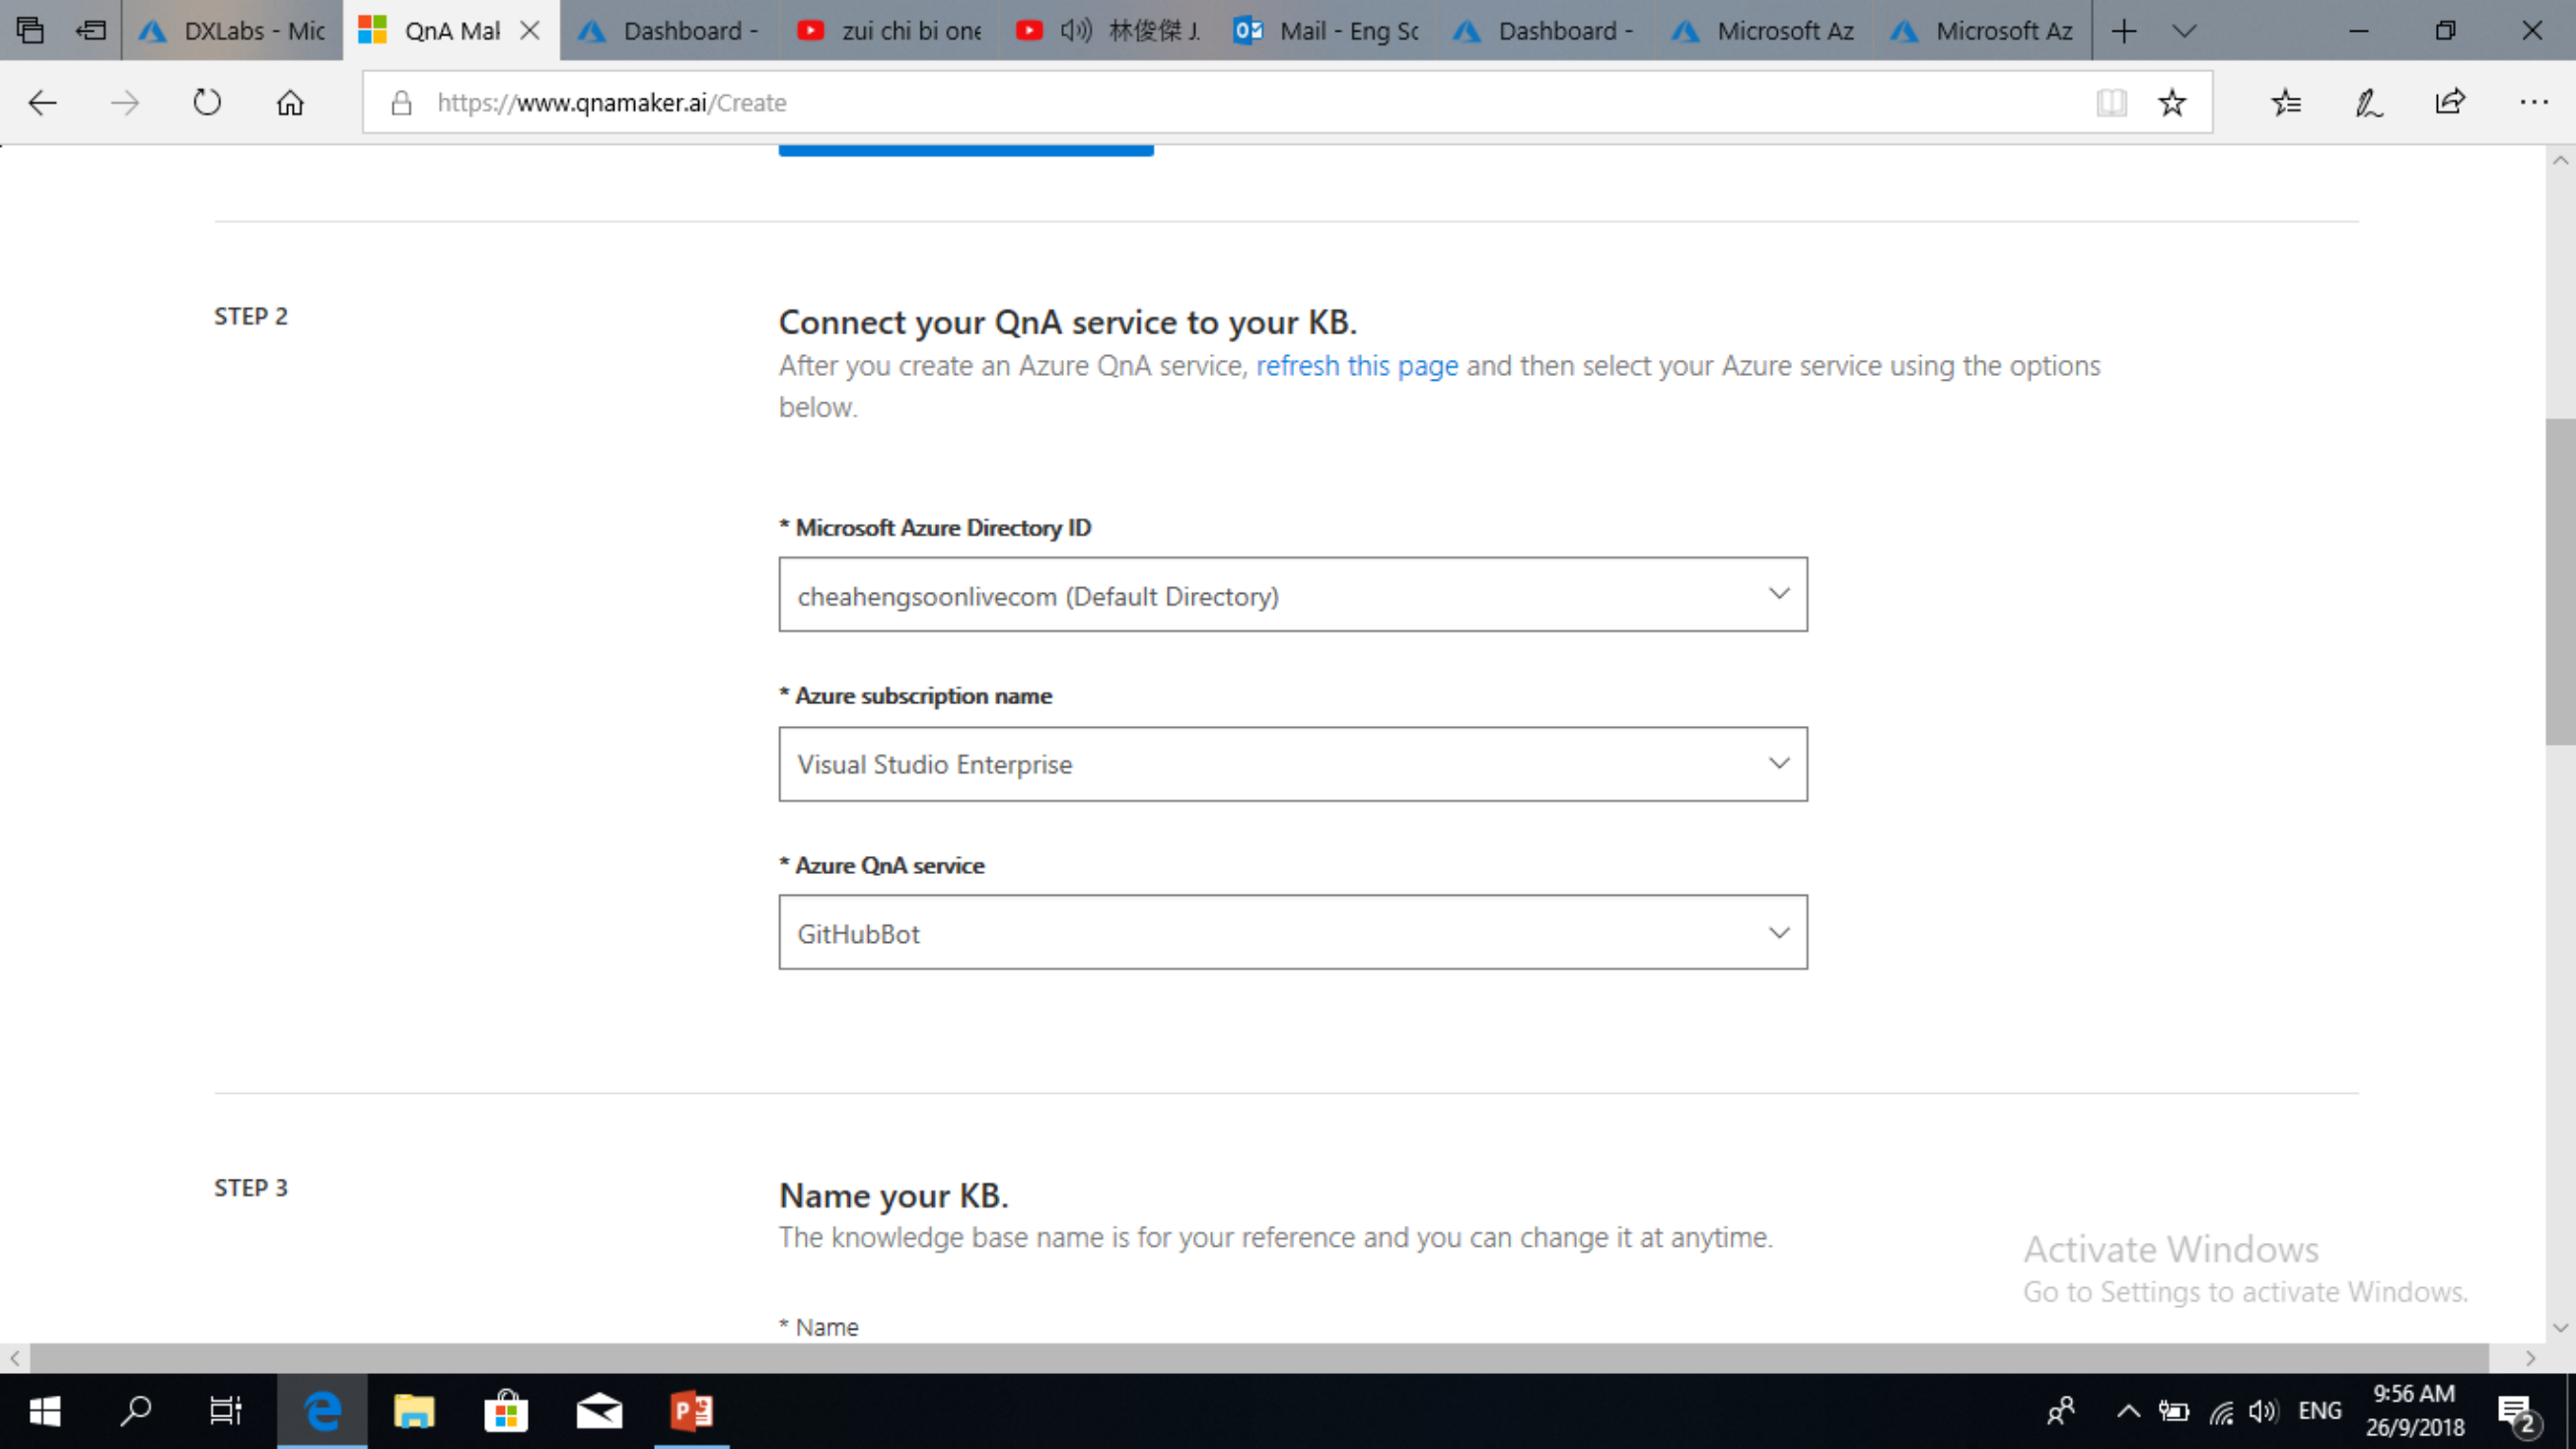 DXLabs - Mic
QnA Mak
Dashboard -
zui chi bi one
林俊傑 J.
Mail - Eng Sc
Dashboard -
Microsoft Az
Microsoft Az
https://www.qnamaker.ai/Create
STEP 2
Connect your QnA service to your KB.
After you create an Azure QnA service, refresh this page and then select your Azure service using the options
below.
* Microsoft Azure Directory ID
cheahengsoonlivecom (Default Directory)
* Azure subscription name
Visual Studio Enterprise
* Azure QnA service
GitHubBot
STEP 3
Name your KB.
The knowledge base name is for your reference and you can change it at anytime.
* Name
Activate Windows
Go to Settings to activate Windows.
ENG
9:56 AM
26/9/2018
2